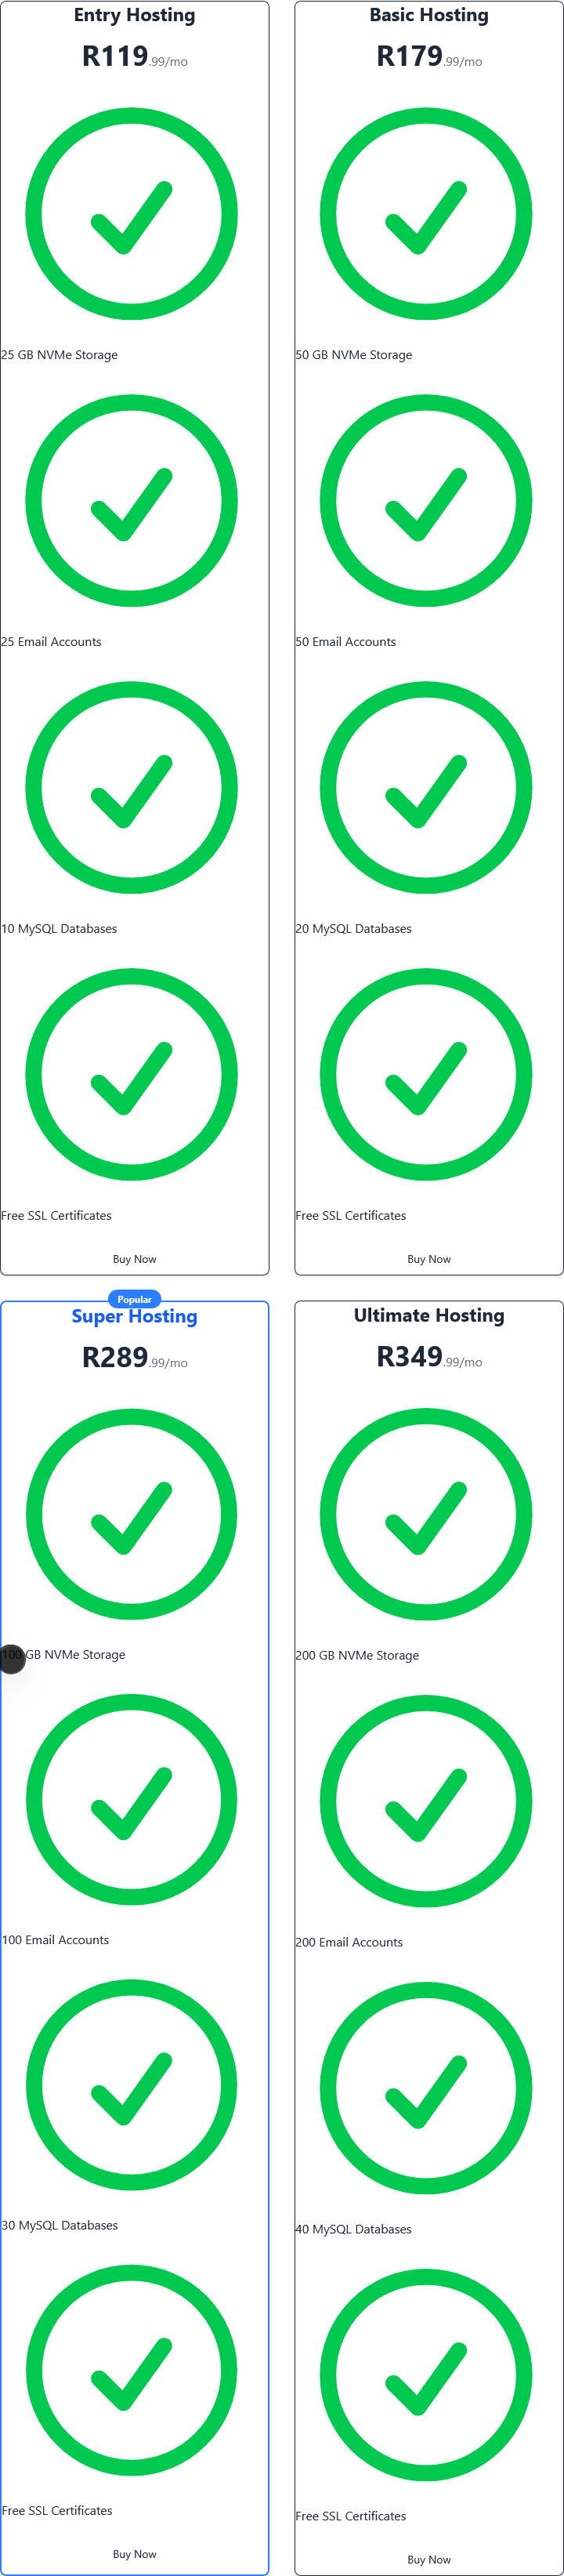 Entry Hosting
R119.99/mo
25 GB NVMe Storage
25 Email Accounts
10 MySQL Databases
Free SSL Certificates
Buy Now
Basic Hosting
R179.99/mo
50 GB NVMe Storage
50 Email Accounts
20 MySQL Databases
Free SSL Certificates
Buy Now
Popular
Super Hosting
R289.99/mo
100 GB NVMe Storage
100 Email Accounts
30 MySQL Databases
Free SSL Certificates
Buy Now
Ultimate Hosting
R349.99/mo
200 GB NVMe Storage
200 Email Accounts
40 MySQL Databases
Free SSL Certificates
Buy Now